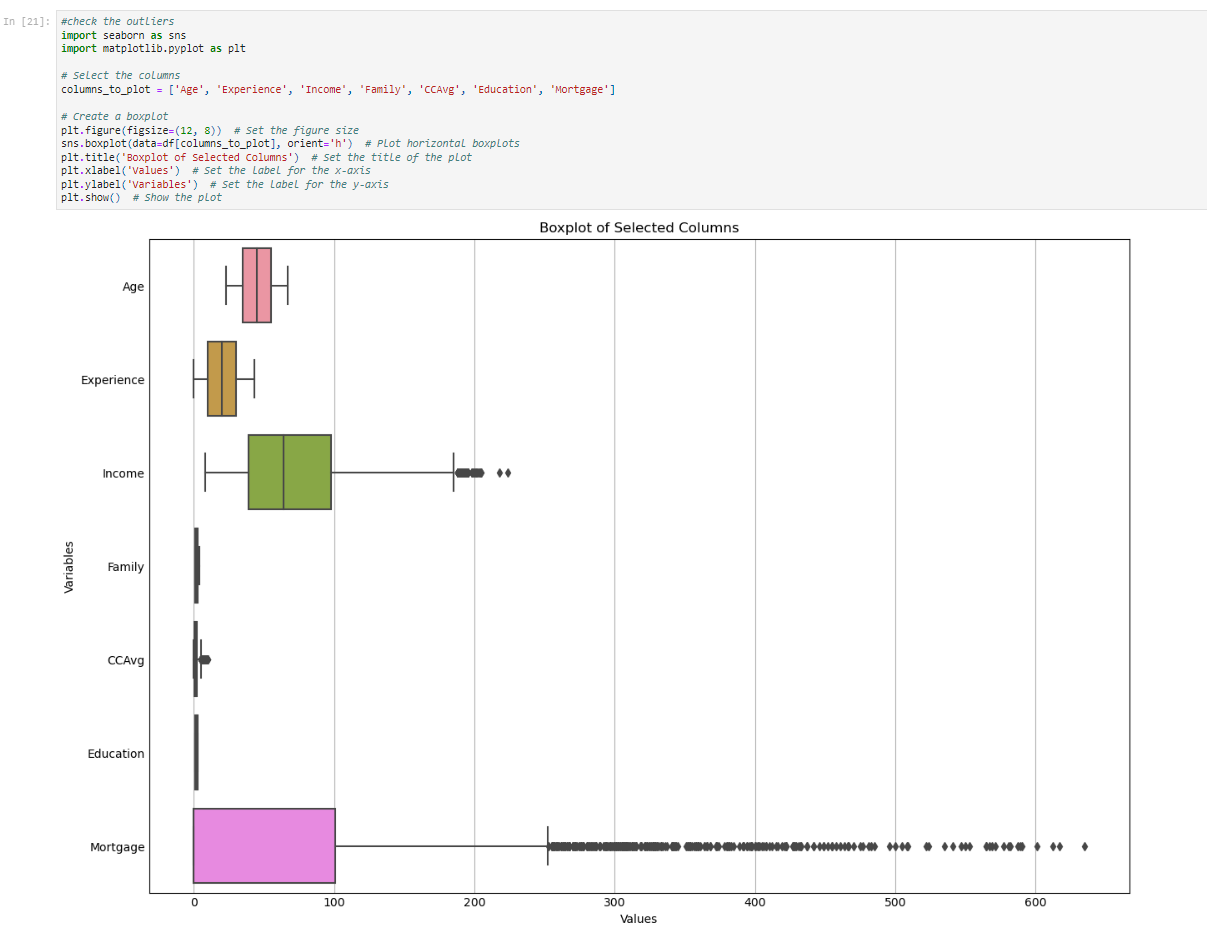 In [21]:
#check the outliers
import seaborn as sns
import matplotlib.pyplot as plt
# Select the columns
columns_to_plot = ['Age', 'Experience', 'Income', 'Family', 'CCAvg', 'Education', 'Mortgage']
# Create a boxplot
plt.figure(figsize=(12, 8))  # Set the figure size
sns.boxplot(data=df[columns_to_plot], orient='h')  # Plot horizontal boxplots
plt.title('Boxplot of Selected Columns')  # Set the title of the plot
plt.xlabel('Values')  # Set the label for the x-axis
plt.ylabel('Variables')  # Set the label for the y-axis
plt.show()  # Show the plot
Boxplot of Selected Columns
Variables
Age
Experience
Income
Family
CCAvg
Education
Mortgage
0 100 200 300 400 500 600
Values